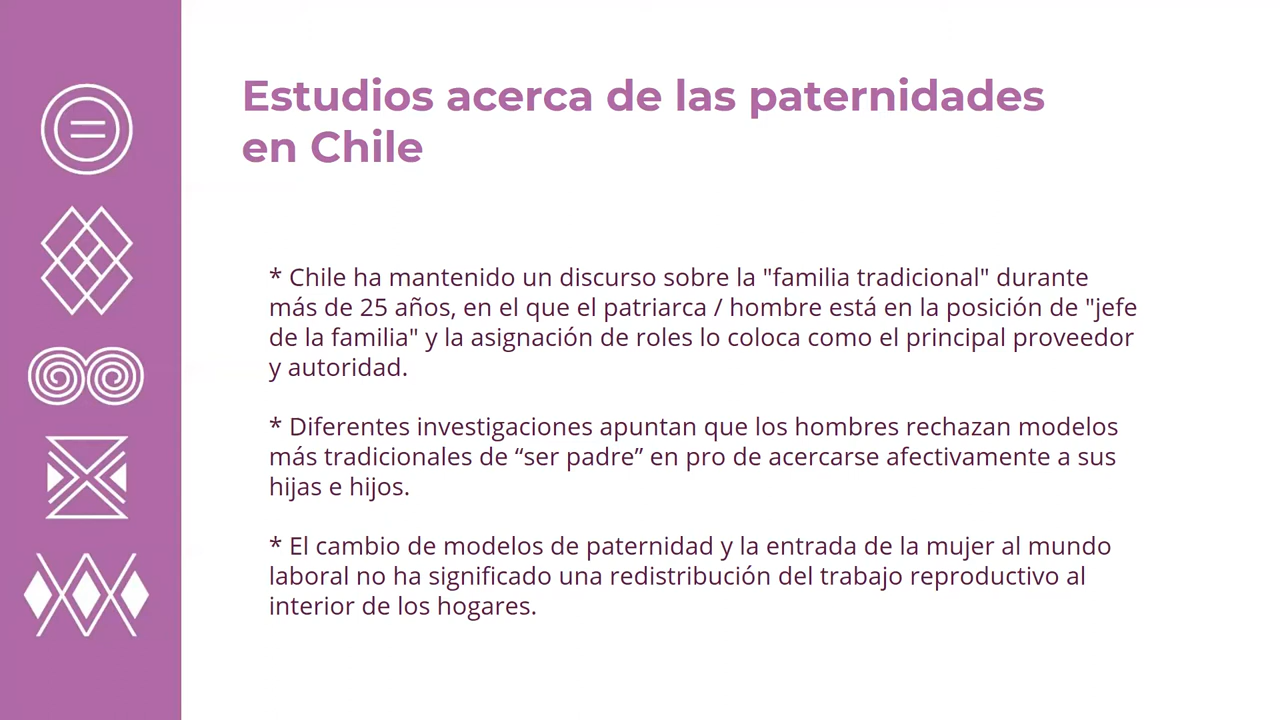 Estudios acerca de las paternidades
en Chile
* Chile ha mantenido un discurso sobre la "familia tradicional" durante
más de 25 años, en el que el patriarca / hombre está en la posición de "jefe
de la familia" y la asignación de roles lo coloca como el principal proveedor
y autoridad.
* Diferentes investigaciones apuntan que los hombres rechazan modelos
más tradicionales de “ser padre” en pro de acercarse afectivamente a sus
hijas e hijos.
* El cambio de modelos de paternidad y la entrada de la mujer al mundo
laboral no ha significado una redistribución del trabajo reproductivo al
interior de los hogares.